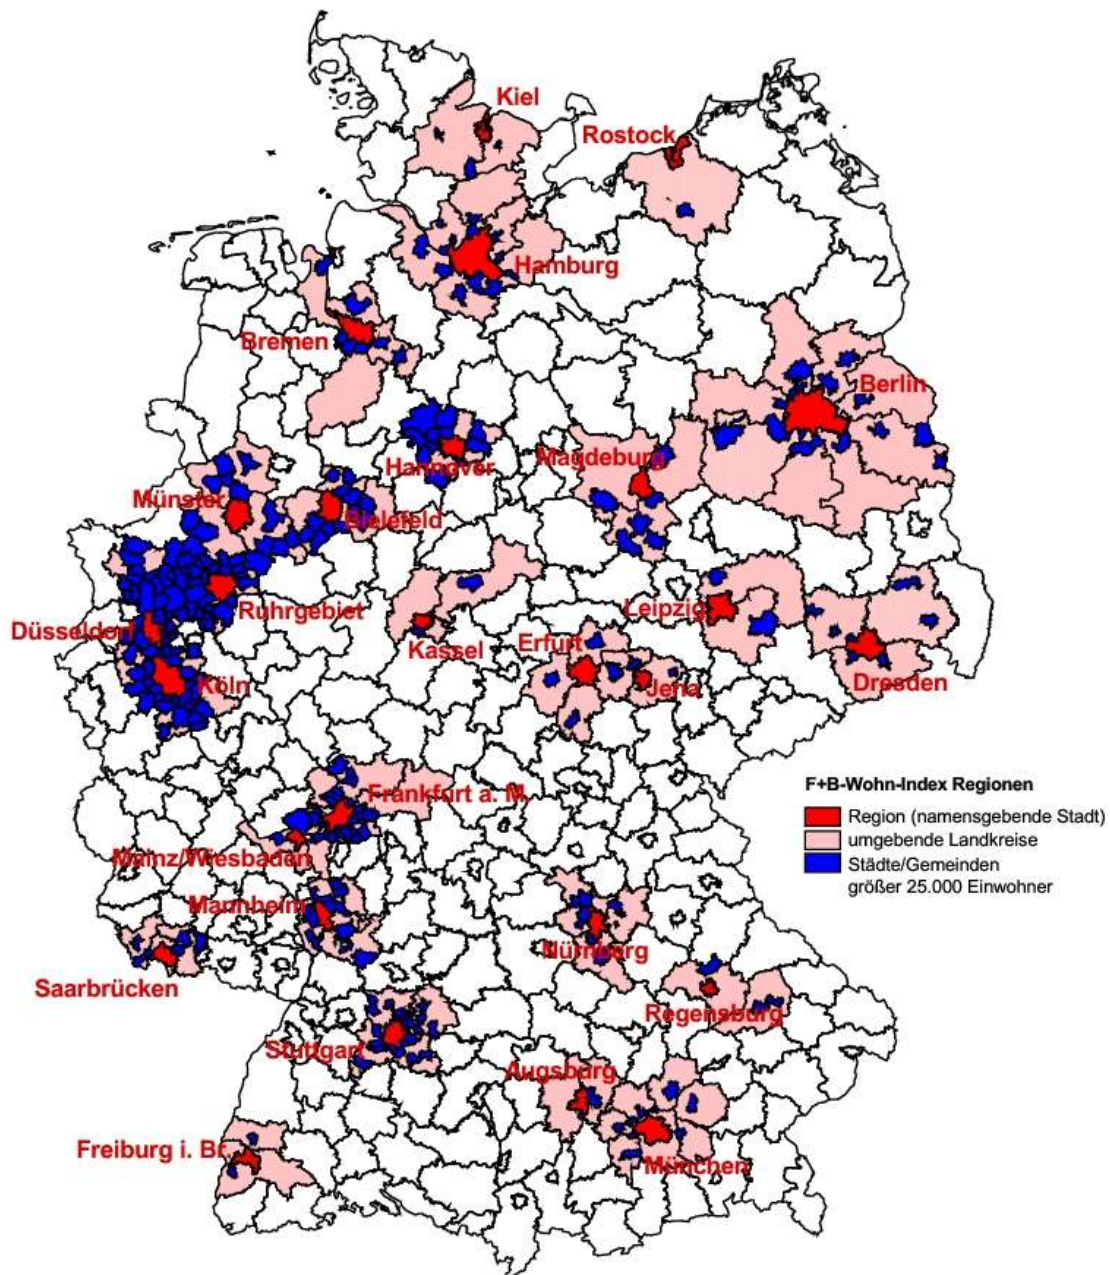 Kiel
Rostock
Hamburg
Bremen
Berlin
Hannover
Magdeburg
Münster
Bielefeld
Ruhrgebiet
Leipzig
Düsseldorf
Kassel
Erfurt
Köln
Jena
Dresden
F+B-Wohn-Index Regionen
Region (namensgebende Stadt)
umgebende Landkreise
Städte/Gemeinden
größer 25.000 Einwohner
Frankfurt a. M.
Mainz/Wiesbaden
Mannheim
Nürnberg
Saarbrücken
Regensburg
Stuttgart
Augsburg
Freiburg i. Br.
München